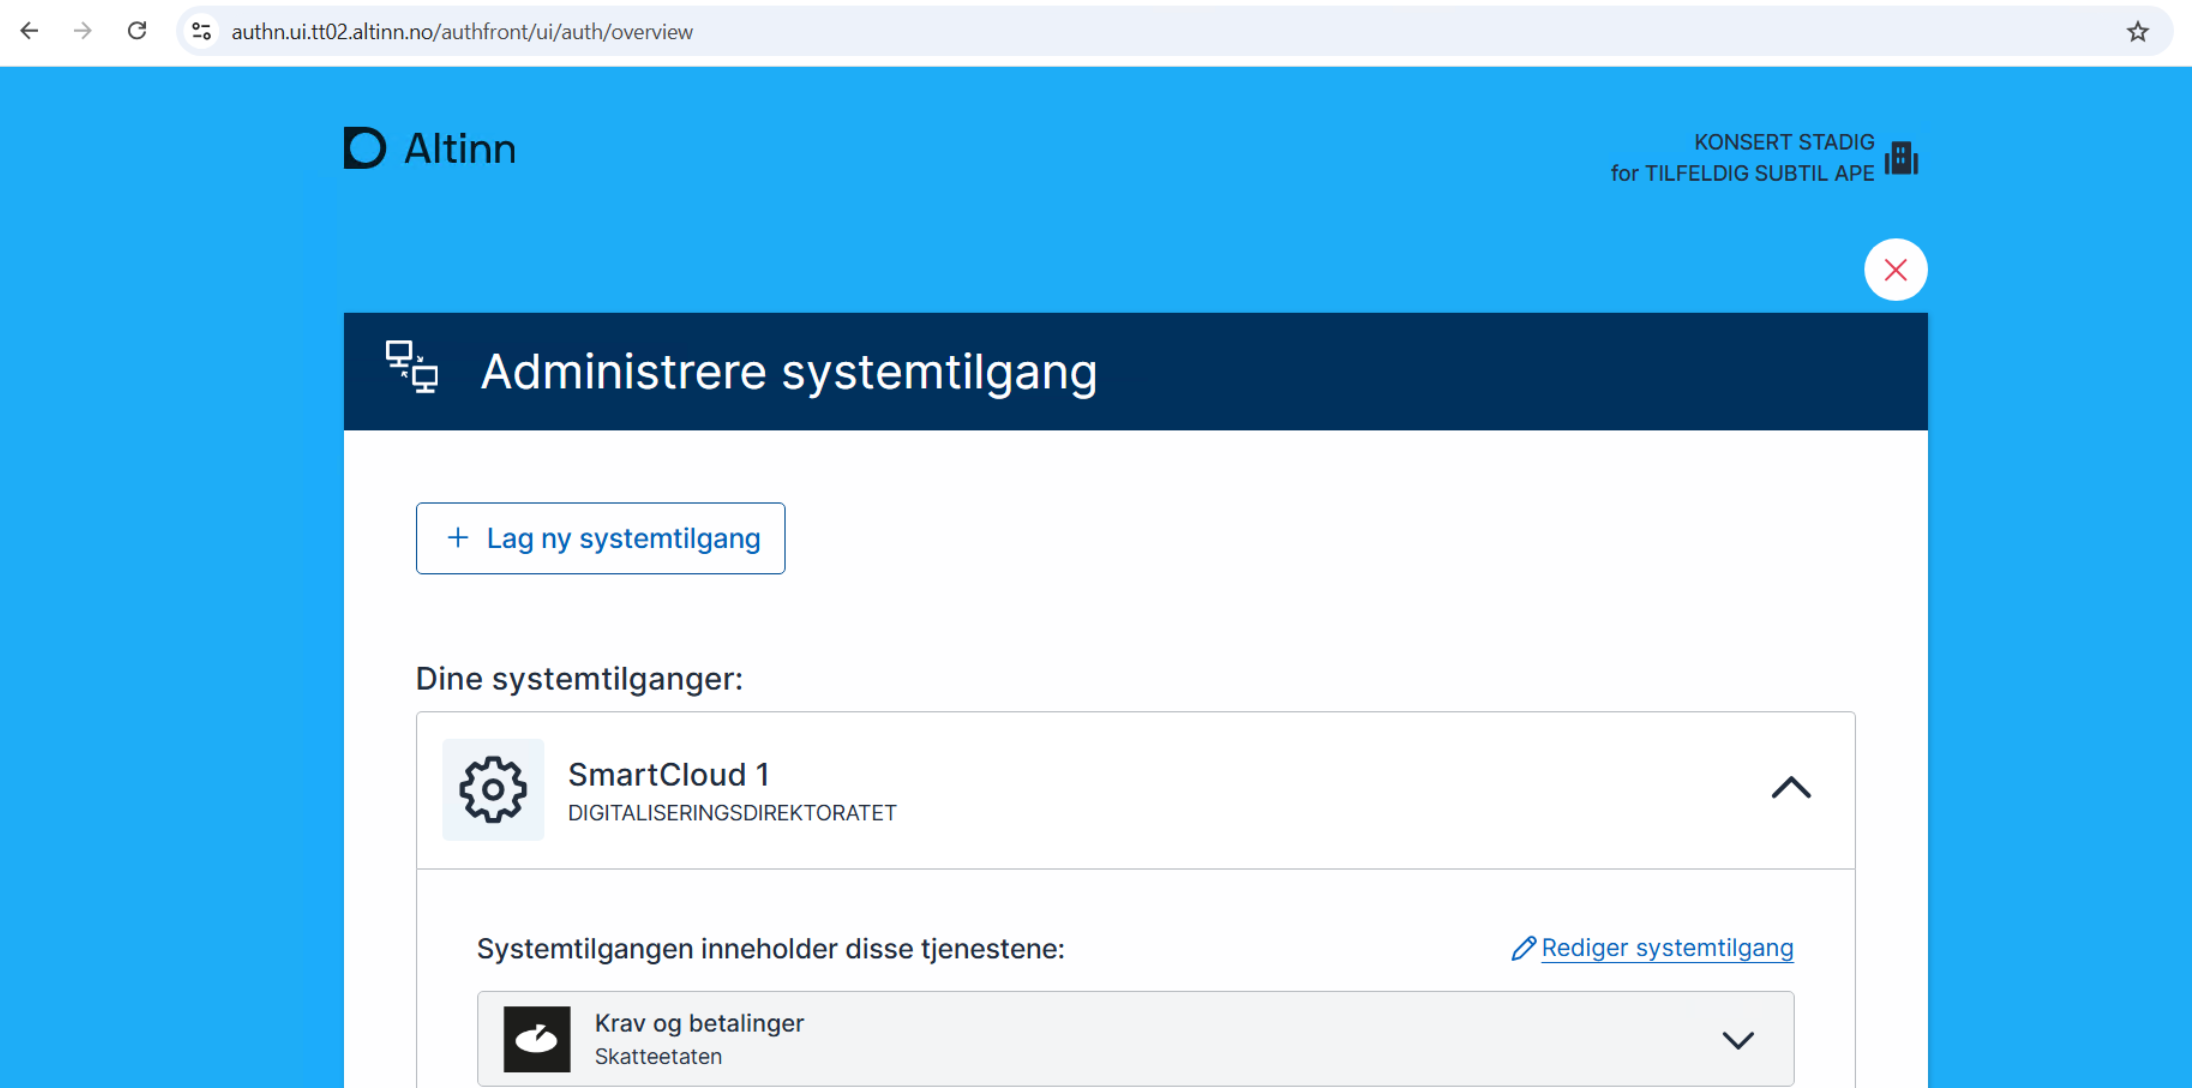 authn.ui.tt02.altinn.no/authfront/ui/auth/overview
Altinn
KONSERT STADIG
for TILFELDIG SUBTIL APE
Administrere systemtilgang
+ Lag ny systemtilgang
Dine systemtilganger:
SmartCloud 1
DIGITALISERINGSDIREKTORATET
Systemtilgangen inneholder disse tjenestene:
Rediger systemtilgang
Krav og betalinger
Skatteetaten